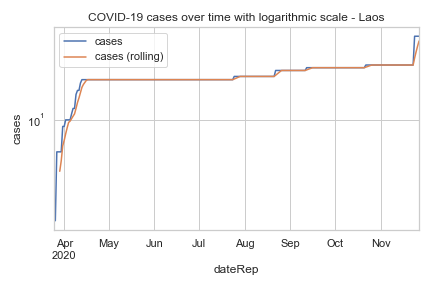 COVID-19 cases over time with logarithmic scale - Laos
cases
cases (rolling)
cases
10¹
Apr May Jun Jul Aug Sep Oct Nov
2020
dateRep